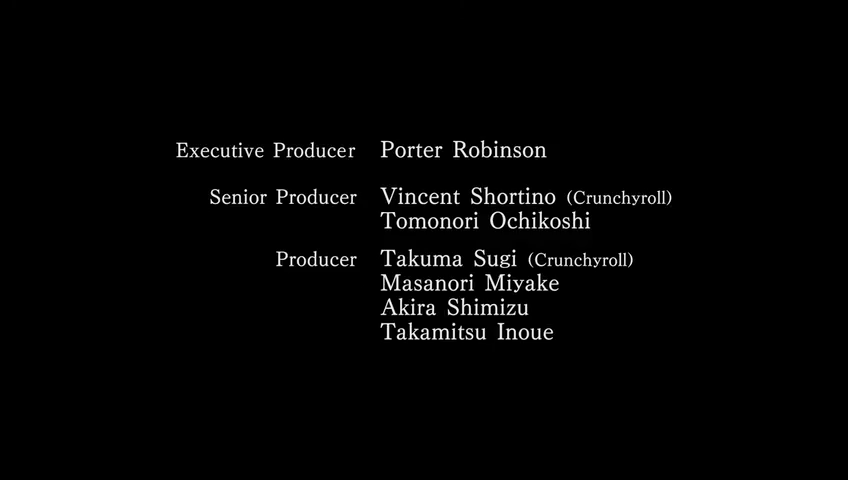 Executive Producer Porter Robinson
Senior Producer Vincent Shortino (Crunchyroll)
Tomonori Ochikoshi
Producer Takuma Sugi (Crunchyroll)
Masanori Miyake
Akira Shimizu
Takamitsu Inoue